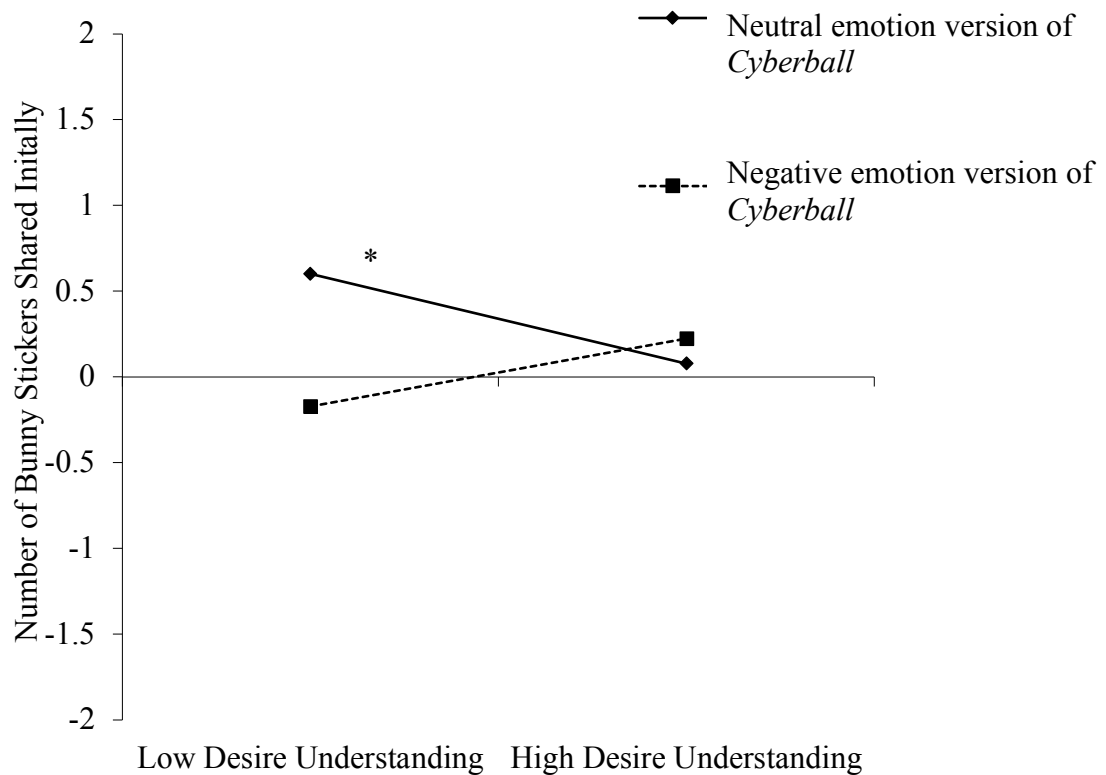 Neutral emotion version of
Cyberball
Negative emotion version of
Cyberball
Number of Bunny Stickers Shared Initally
2
1.5
1
0.5
0
-0.5
-1
-1.5
-2
*
Low Desire Understanding
High Desire Understanding